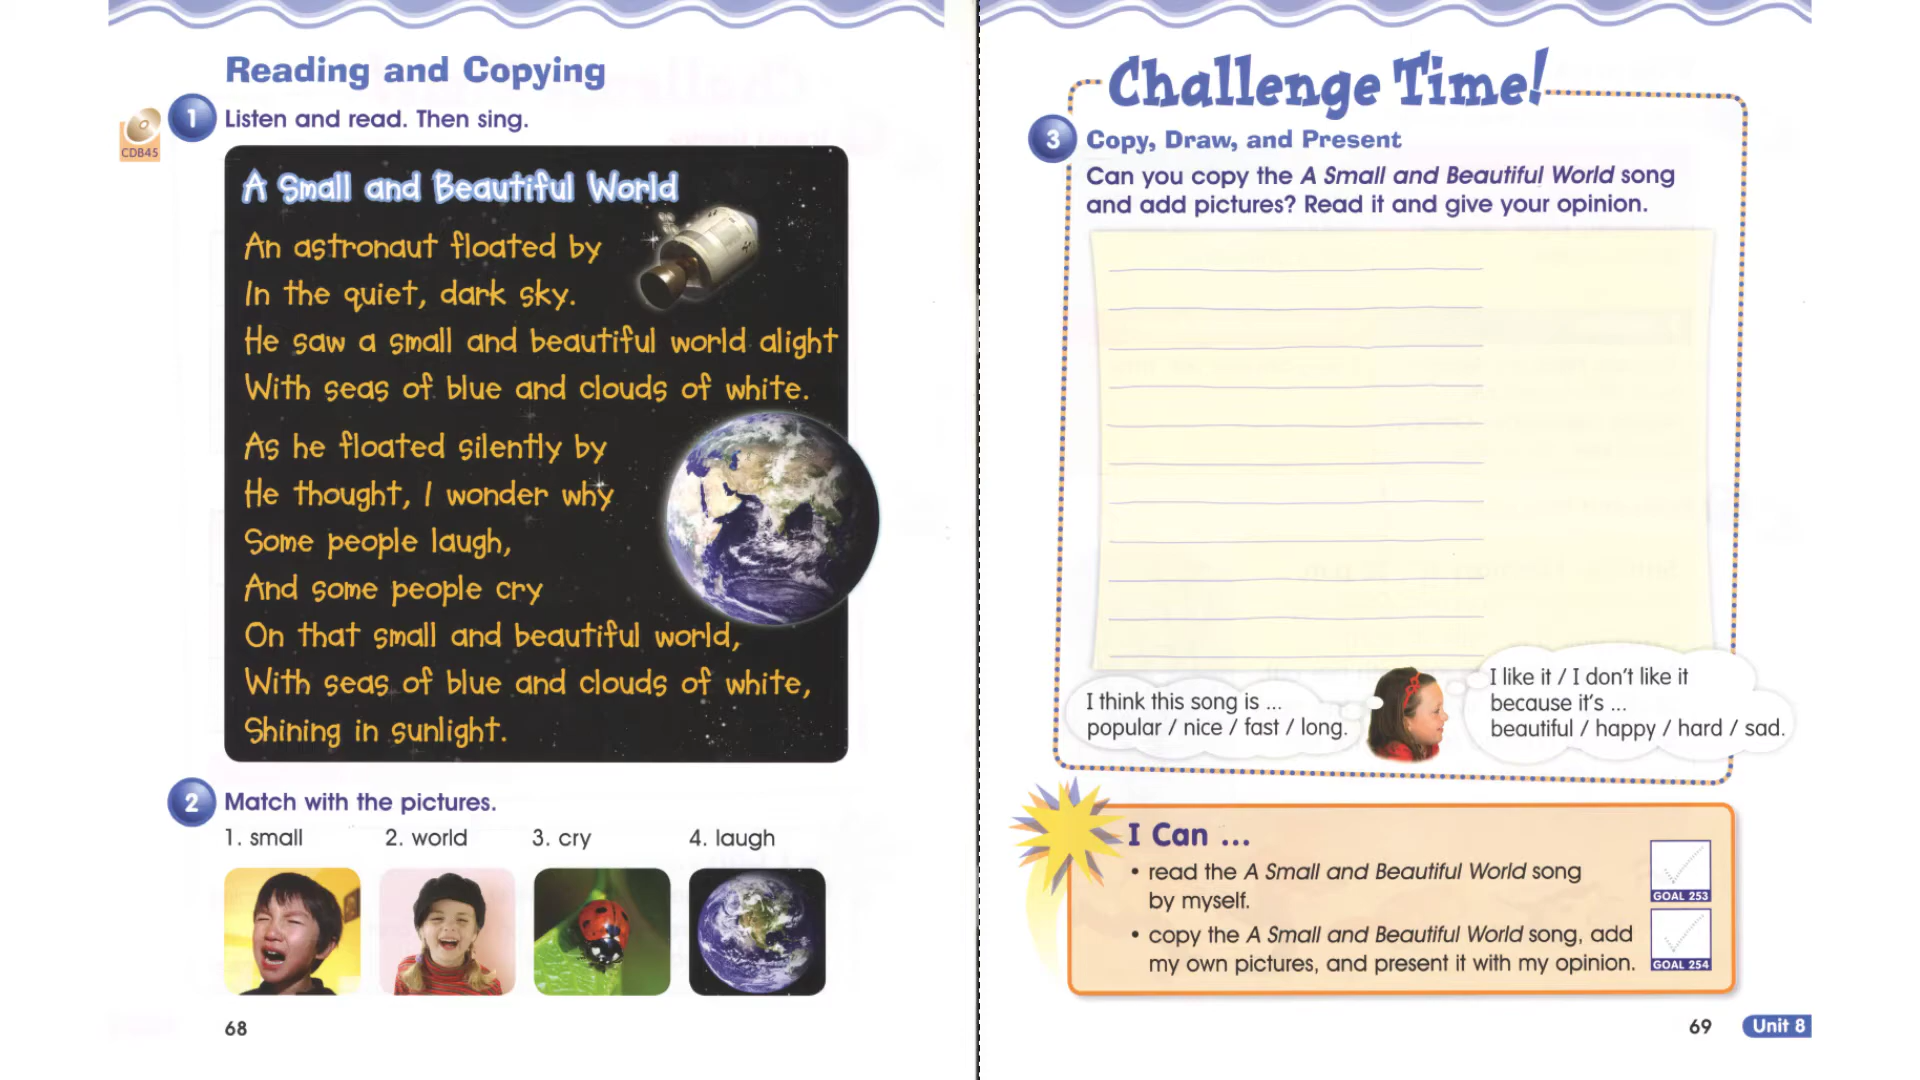 Reading and Copying
CDB45
1 Listen and read. Then sing.
A Small and Beautiful World
An astronaut floated by
In the quiet, dark sky.
He saw a small and beautiful world alight
With seas of blue and clouds of white.
As he floated silently by
He thought, I wonder why
Some people laugh,
And some people cry
On that small and beautiful world,
With seas of blue and clouds of white,
Shining in sunlight.
2 Match with the pictures.
1. small 2. world 3. cry 4. laugh
68
Challenge Time!
3 Copy, Draw, and Present
Can you copy the A Small and Beautiful World song
and add pictures? Read it and give your opinion.
I think this song is ...
popular / nice / fast / long.
I like it / I don't like it
because it's ...
beautiful / happy / hard / sad.
I Can ...
• read the A Small and Beautiful World song
by myself.
GOAL 253
• copy the A Small and Beautiful World song, add
my own pictures, and present it with my opinion.
GOAL 254
69 Unit 8